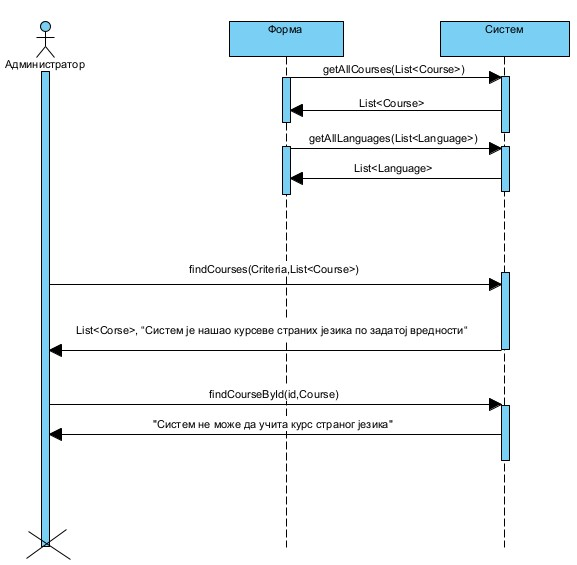 Форма
Систем
Администратор
getAllCourses(List<Course>)
List<Course>
getAllLanguages(List<Language>)
List<Language>
findCourses(Criteria,List<Course>)
List<Corse>, “Систем је нашао курсеве страних језика по задатој вредности“
findCourseById(id,Course)
"Систем не може да учита курс страног језика"